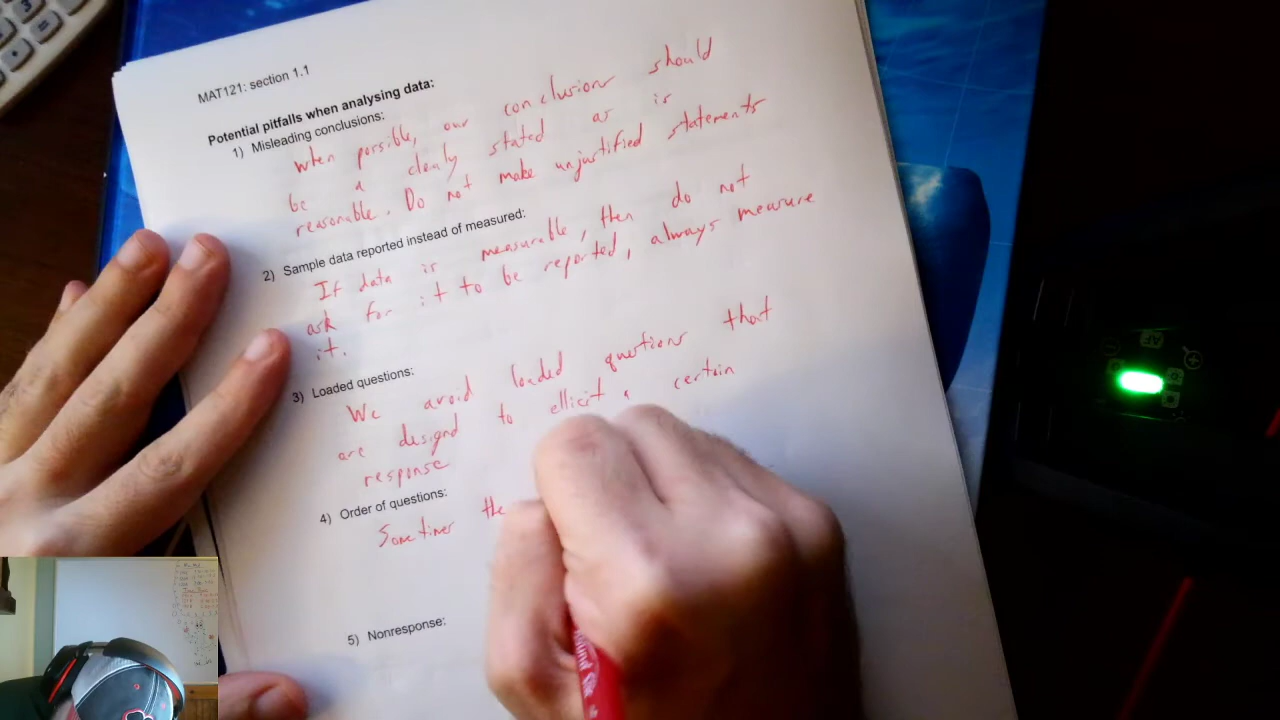 MAT121: section 1.1
Potential pitfalls when analysing data:
1) Misleading conclusions:
When possible, our conclusions should
be a clearly stated as is
reasonable. Do not make unjustified statements
2) Sample data reported instead of measured:
If data is measurable, then do not
ask for it to be reported, always measure
it.
3) Loaded questions:
We avoid loaded questions that
are designd to ellicit a certain
response
4) Order of questions:
Sometimes the
5) Nonresponse: